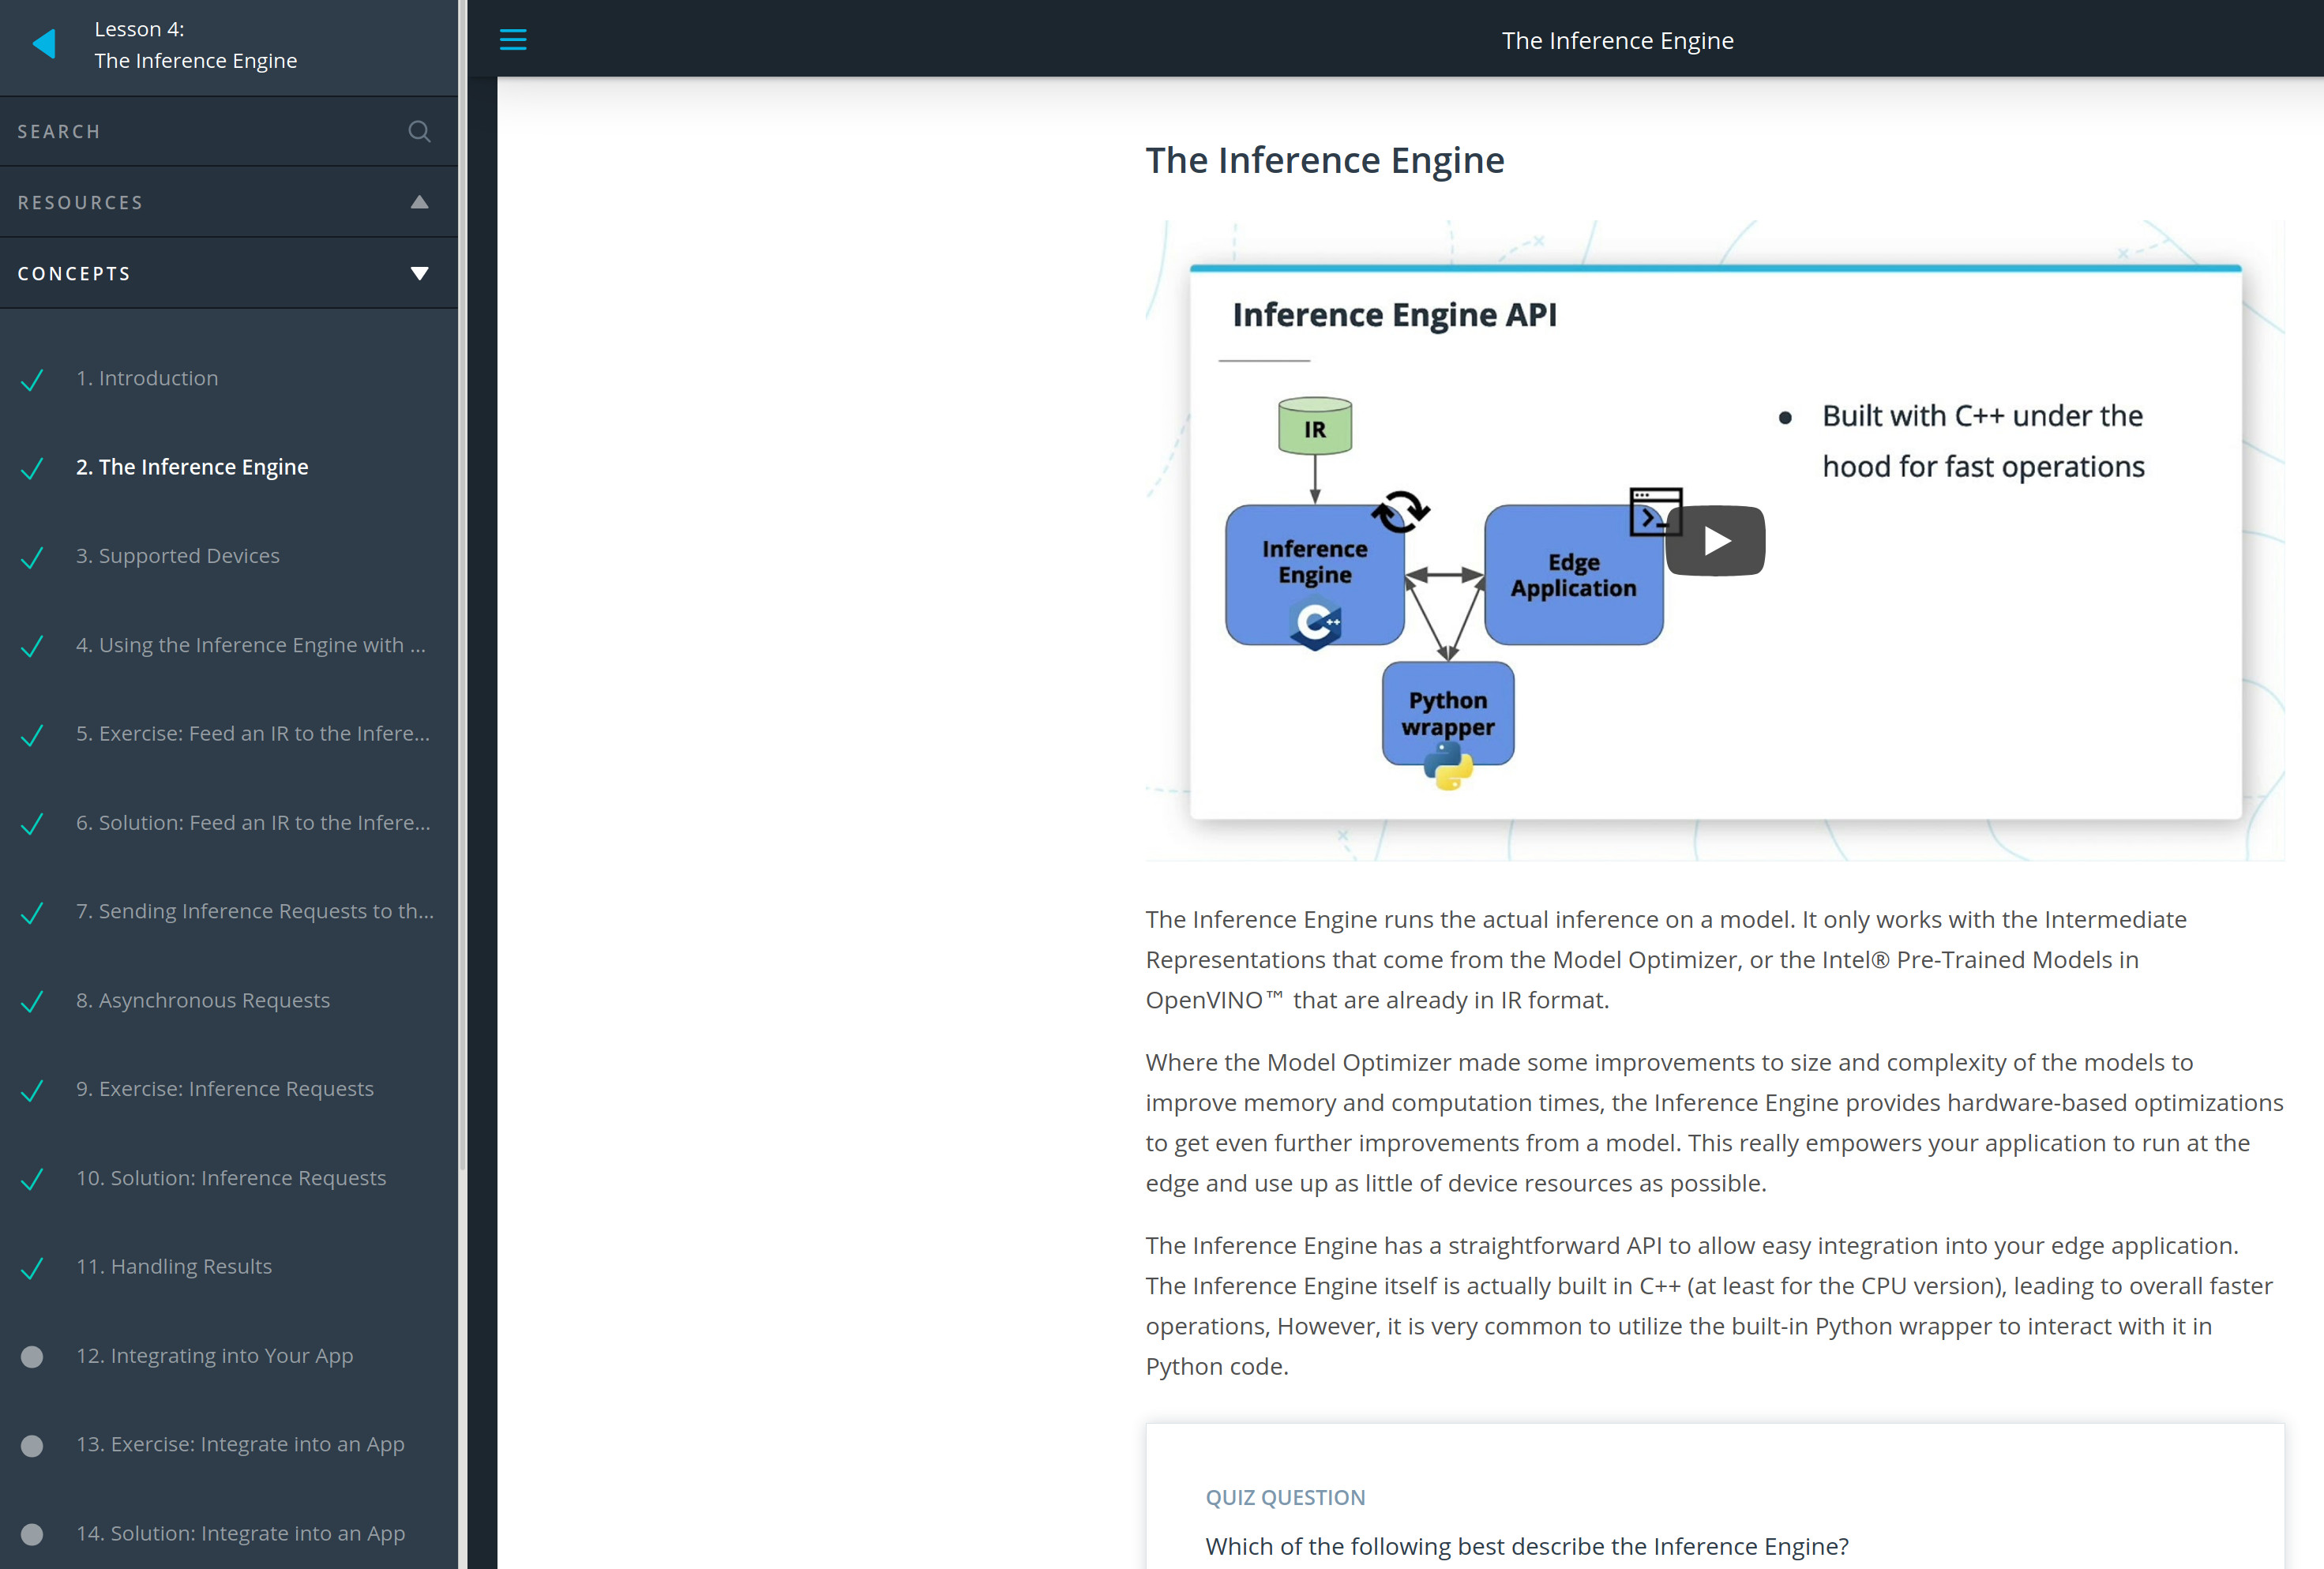 Lesson 4:
The Inference Engine
SEARCH
RESOURCES
CONCEPTS
1. Introduction
2. The Inference Engine
3. Supported Devices
4. Using the Inference Engine with ...
5. Exercise: Feed an IR to the Infere...
6. Solution: Feed an IR to the Infere...
7. Sending Inference Requests to th...
8. Asynchronous Requests
9. Exercise: Inference Requests
10. Solution: Inference Requests
11. Handling Results
12. Integrating into Your App
13. Exercise: Integrate into an App
14. Solution: Integrate into an App
The Inference Engine
The Inference Engine
Inference Engine API
IR
Inference
Engine
C++
Edge
Application
Python
wrapper
● Built with C++ under the
hood for fast operations
The Inference Engine runs the actual inference on a model. It only works with the Intermediate
Representations that come from the Model Optimizer, or the Intel® Pre-Trained Models in
OpenVINO™ that are already in IR format.
Where the Model Optimizer made some improvements to size and complexity of the models to
improve memory and computation times, the Inference Engine provides hardware-based optimizations
to get even further improvements from a model. This really empowers your application to run at the
edge and use up as little of device resources as possible.
The Inference Engine has a straightforward API to allow easy integration into your edge application.
The Inference Engine itself is actually built in C++ (at least for the CPU version), leading to overall faster
operations, However, it is very common to utilize the built-in Python wrapper to interact with it in
Python code.
QUIZ QUESTION
Which of the following best describe the Inference Engine?